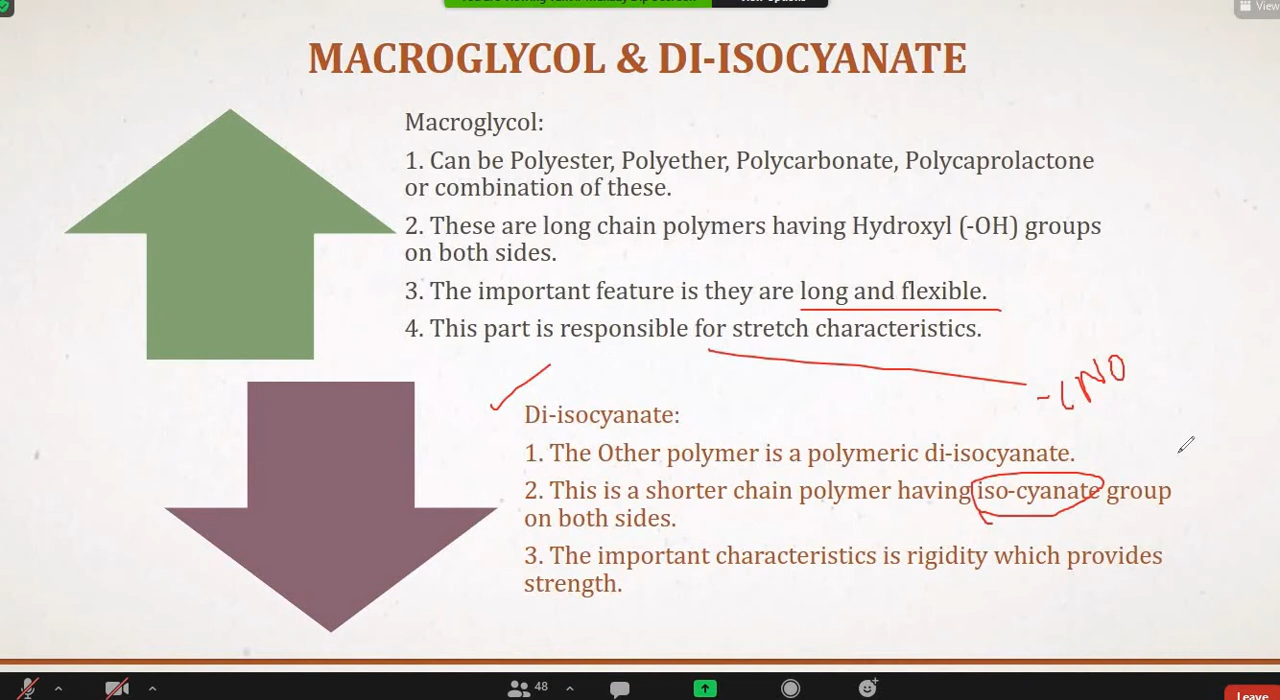 View
MACROGLYCOL & DI-ISOCYANATE
Macroglycol:
1. Can be Polyester, Polyether, Polycarbonate, Polycaprolactone
or combination of these.
2. These are long chain polymers having Hydroxyl (-OH) groups
on both sides.
3. The important feature is they are long and flexible.
4. This part is responsible for stretch characteristics.
-CNO
Di-isocyanate:
1. The Other polymer is a polymeric di-isocyanate.
2. This is a shorter chain polymer having iso-cyanate group
on both sides.
3. The important characteristics is rigidity which provides
strength.
48
Leave